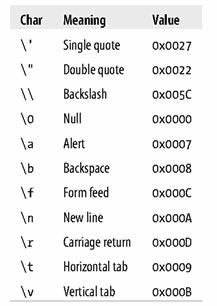 Char Meaning Value
\' Single quote 0x0027
\" Double quote 0x0022
\\ Backslash 0x005C
\0 Null 0x0000
\a Alert 0x0007
\b Backspace 0x0008
\f Form feed 0x000C
\n New line 0x000A
\r Carriage return 0x000D
\t Horizontal tab 0x0009
\v Vertical tab 0x000B